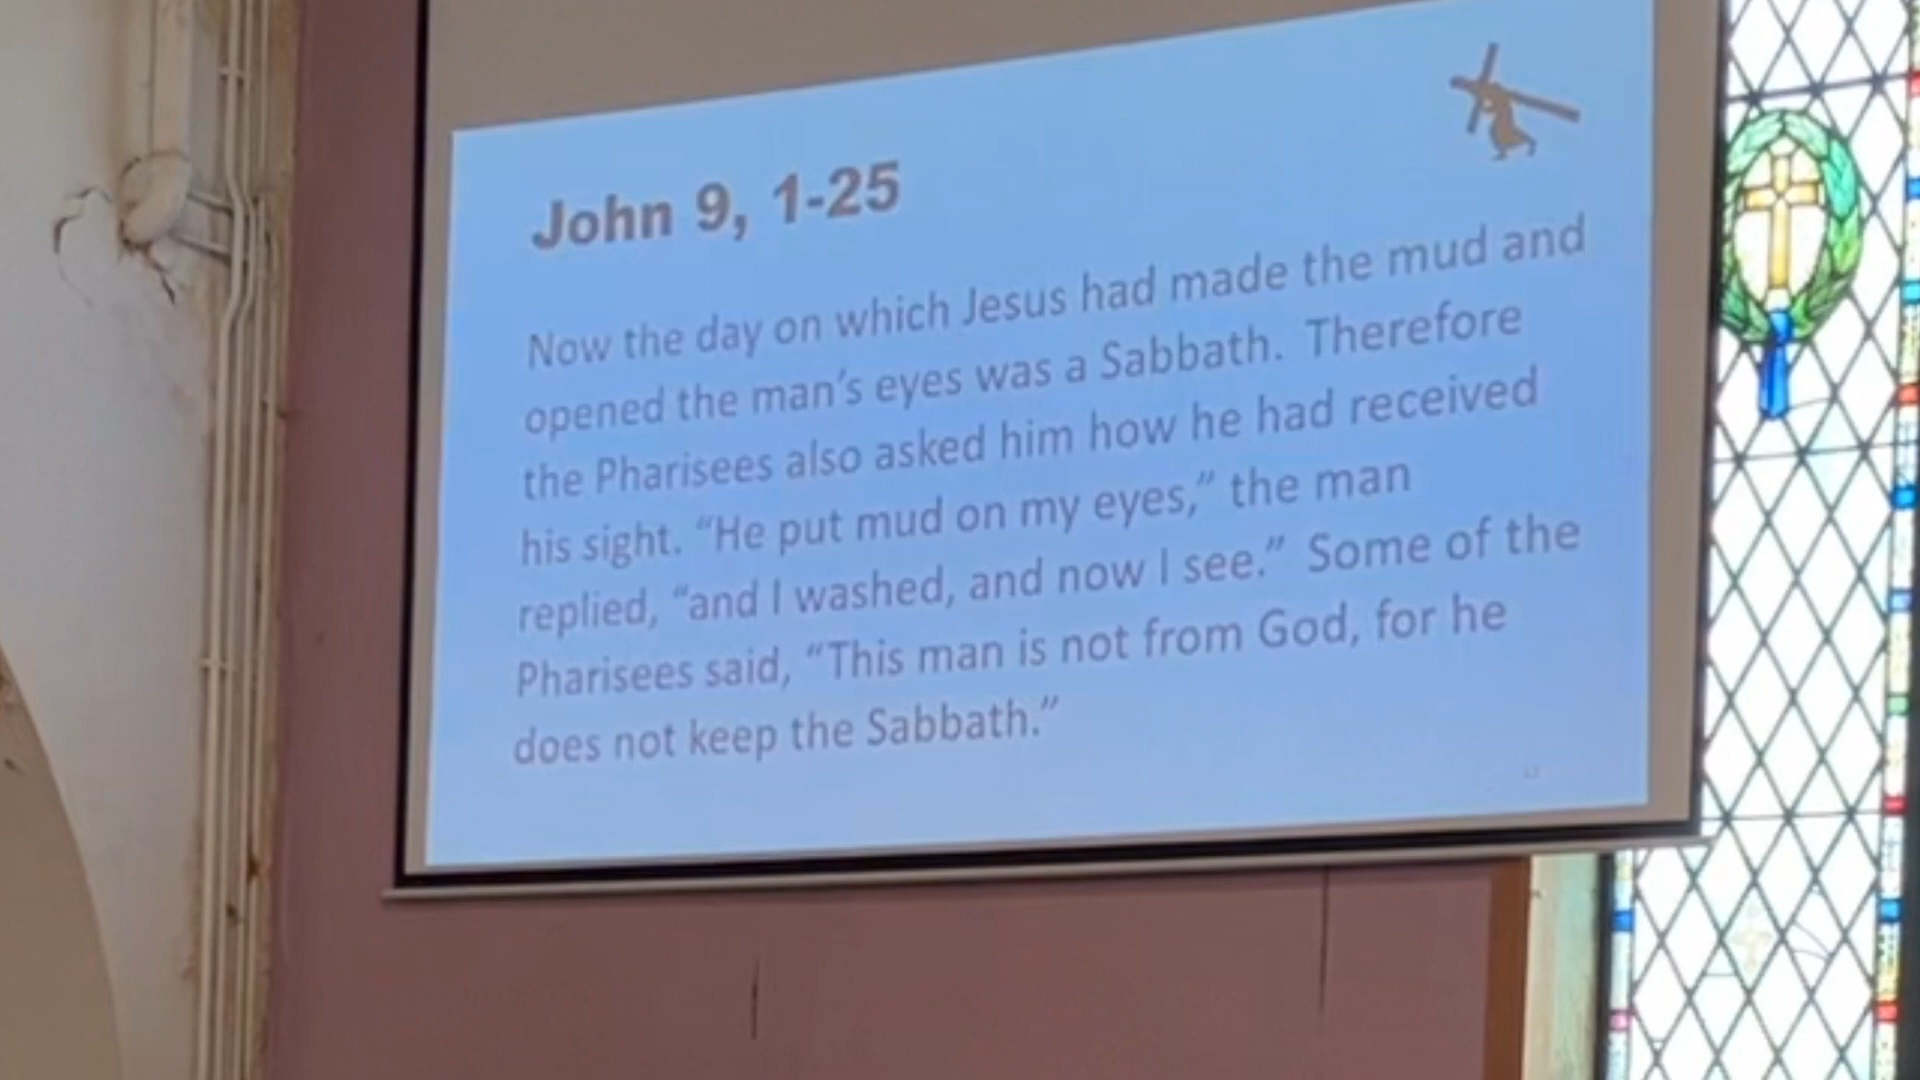 John 9, 1-25
Now the day on which Jesus had made the mud and
opened the man’s eyes was a Sabbath. Therefore
the Pharisees also asked him how he had received
his sight. “He put mud on my eyes,” the man
replied, “and I washed, and now I see.” Some of the
Pharisees said, “This man is not from God, for he
does not keep the Sabbath.”